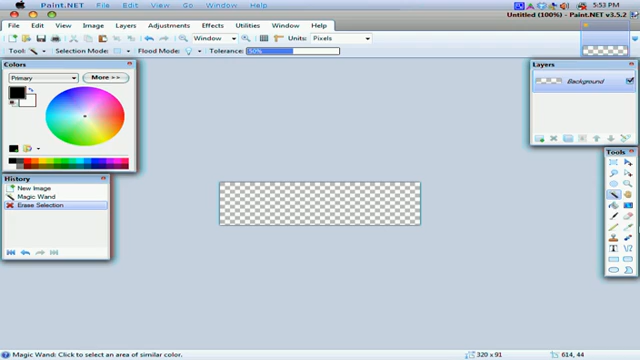 Paint.NET File Edit View Go Window Help 5:53 PM
Untitled (100%) - Paint.NET v3.5.2
File Edit View Image Layers Adjustments Effects Utilities Window Help
Window Units: Pixels
Tool: Selection Mode: Flood Mode: Tolerance: 50%
Colors
Primary More >>
Layers
Background
Tools
History
New Image
Magic Wand
Erase Selection
Magic Wand: Click to select an area of similar color. 320 x 91 614, 44